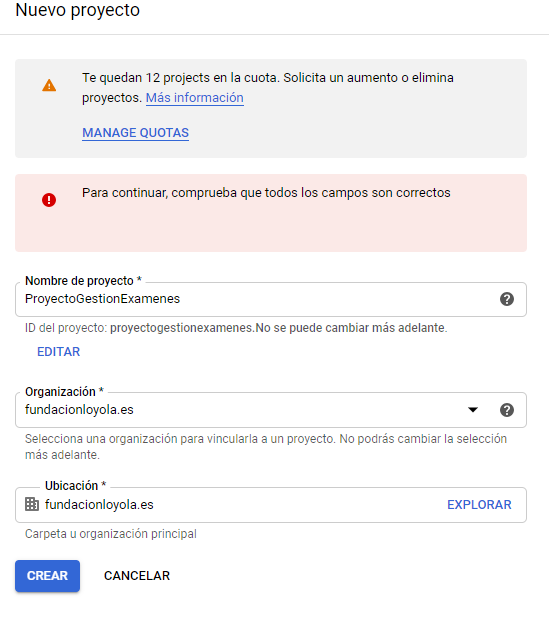 Nuevo proyecto
Te quedan 12 projects en la cuota. Solicita un aumento o elimina
proyectos. Más información
MANAGE QUOTAS
Para continuar, comprueba que todos los campos son correctos
Nombre de proyecto *
ProyectoGestionExamenes
ID del proyecto: proyectogestionexamenes.No se puede cambiar más adelante.
EDITAR
Organización *
fundacionloyola.es
Selecciona una organización para vincularla a un proyecto. No podrás cambiar la selección
más adelante.
Ubicación *
fundacionloyola.es
EXPLORAR
Carpeta u organización principal
CREAR
CANCELAR